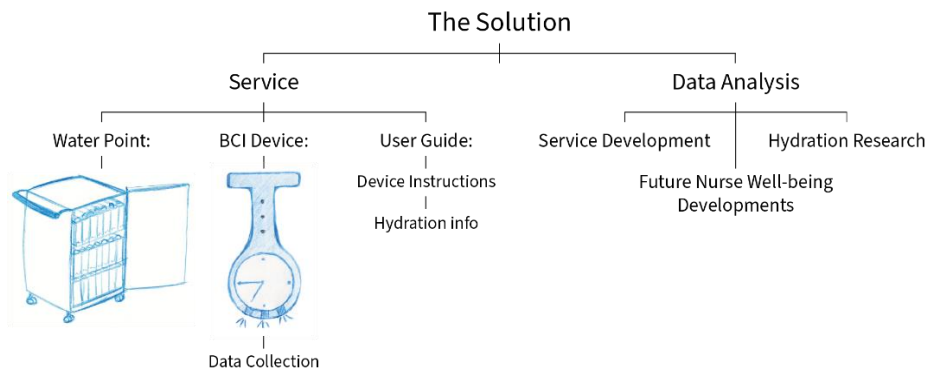 The Solution
Service
Data Analysis
Water Point:
BCI Device:
User Guide:
Service Development
Hydration Research
Device Instructions
Future Nurse Well-being
Developments
Hydration info
Data Collection